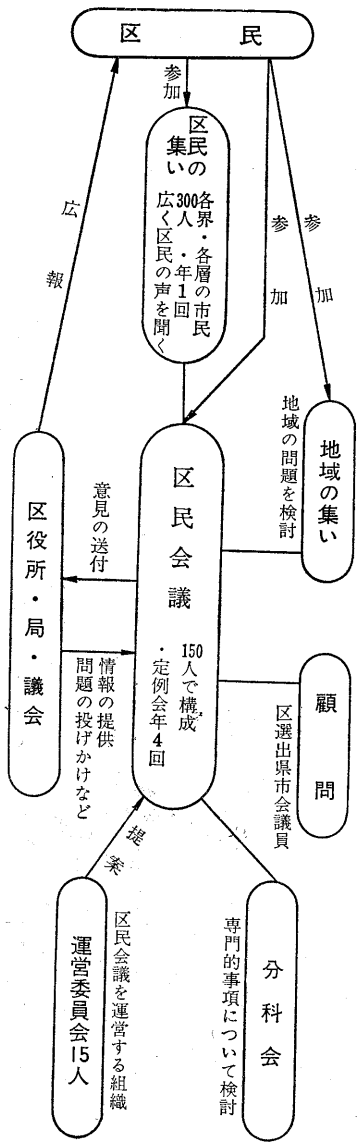 区民
参加
区民の
集い
各界・各層の市民
300人・年1回
広く区民の声を聞く
参加
参加
広報
地域の集い
地域の問題を検討
区民会議
150人で構成
・定例会年4回
意見の送付
区役所・局・議会
情報の提供
問題の投げかけなど
顧問
区選出県市会議員
提案
運営委員会15人
区民会議を運営する組織
分科会
専門的事項について検討